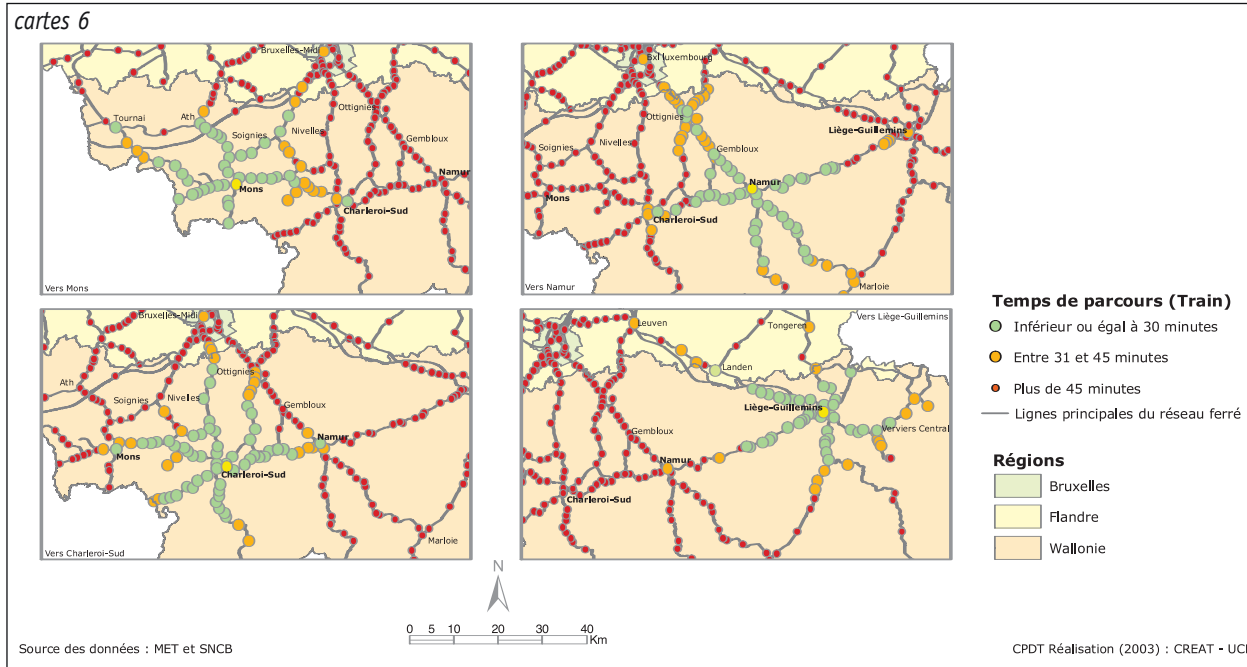 cartes 6
Bruxelles-Midi
Tournai
Ath
Soignies
Nivelles
Ottignies
Gembloux
Mons
Namur
Charleroi-Sud
Vers Mons
Bxl luxembourg
Ottignies
Liège-Guillemins
Soignies
Nivelles
Gembloux
Namur
Mons
Charleroi-Sud
Marloie
Vers Namur
Bruxelles-Midi
Ath
Ottignies
Soignies
Nivelles
Gembloux
Namur
Mons
Charleroi-Sud
Marloie
Vers Charleroi-Sud
Leuven
Tongeren
Vers Liège-Guillemins
Landen
Liège-Guillemins
Gembloux
Verviers Central
Namur
Charleroi-Sud
Temps de parcours (Train)
Inférieur ou égal à 30 minutes
Entre 31 et 45 minutes
Plus de 45 minutes
Lignes principales du réseau ferré
Régions
Bruxelles
Flandre
Wallonie
N
0 5 10 20 30 40
Km
Source des données : MET et SNCB
CPDT Réalisation (2003) : CREAT - UCL